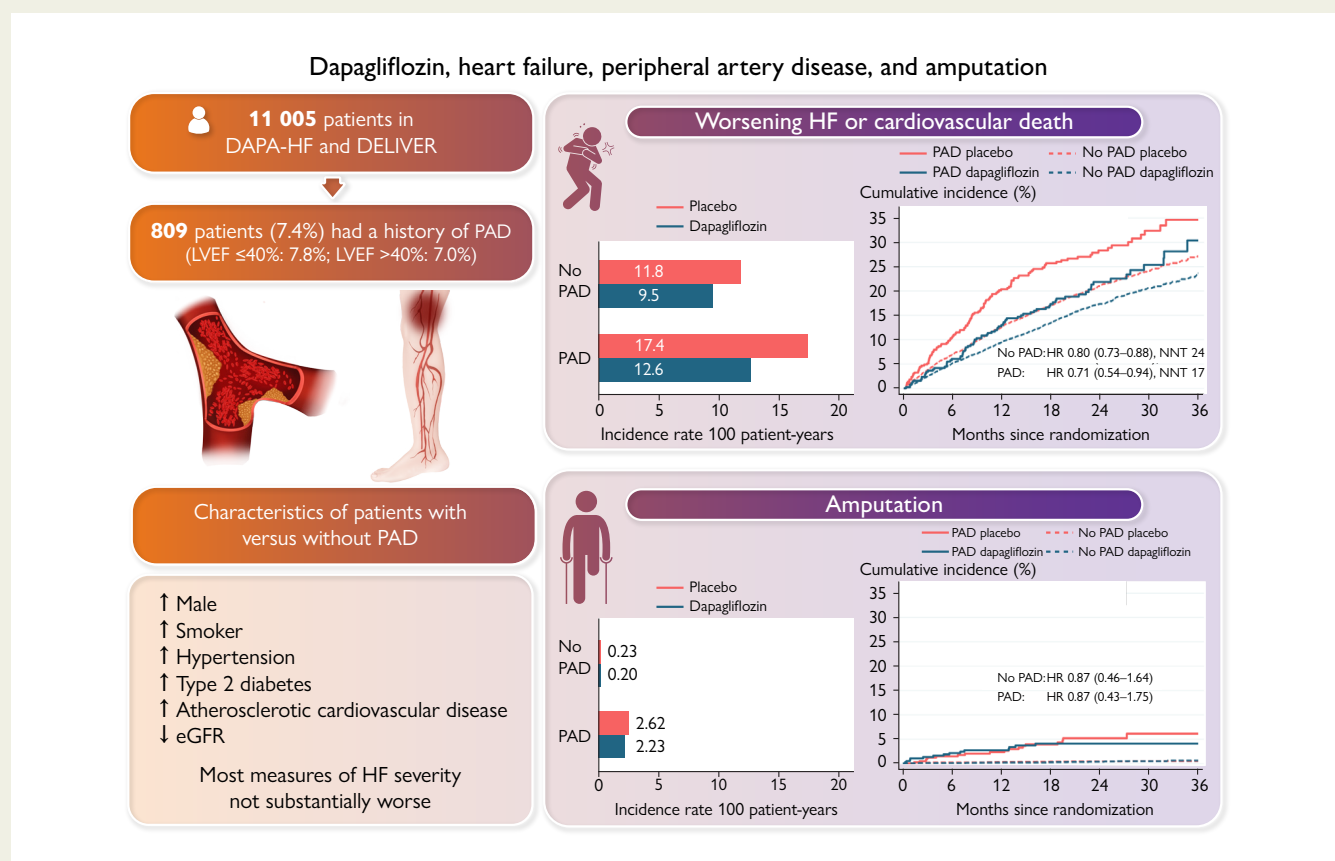 Dapagliflozin, heart failure, peripheral artery disease, and amputation
11 005 patients in
DAPA-HF and DELIVER
809 patients (7.4%) had a history of PAD
(LVEF ≤40%: 7.8%; LVEF >40%: 7.0%)
Characteristics of patients with
versus without PAD
↑ Male
↑ Smoker
↑ Hypertension
↑ Type 2 diabetes
↑ Atherosclerotic cardiovascular disease
↓ eGFR
Most measures of HF severity
not substantially worse
Worsening HF or cardiovascular death
Placebo
Dapagliflozin
No
PAD
11.8
9.5
PAD
17.4
12.6
0 5 10 15 20
Incidence rate 100 patient-years
PAD placebo No PAD placebo
PAD dapagliflozin No PAD dapagliflozin
Cumulative incidence (%)
35
30
25
20
15
10
5
0
No PAD: HR 0.80 (0.73–0.88), NNT 24
PAD: HR 0.71 (0.54–0.94), NNT 17
0 6 12 18 24 30 36
Months since randomization
Amputation
Placebo
Dapagliflozin
No
PAD
0.23
0.20
PAD
2.62
2.23
0 5 10 15 20
Incidence rate 100 patient-years
PAD placebo No PAD placebo
PAD dapagliflozin No PAD dapagliflozin
Cumulative incidence (%)
35
30
25
20
15
10
5
0
No PAD: HR 0.87 (0.46–1.64)
PAD: HR 0.87 (0.43–1.75)
0 6 12 18 24 30 36
Months since randomization